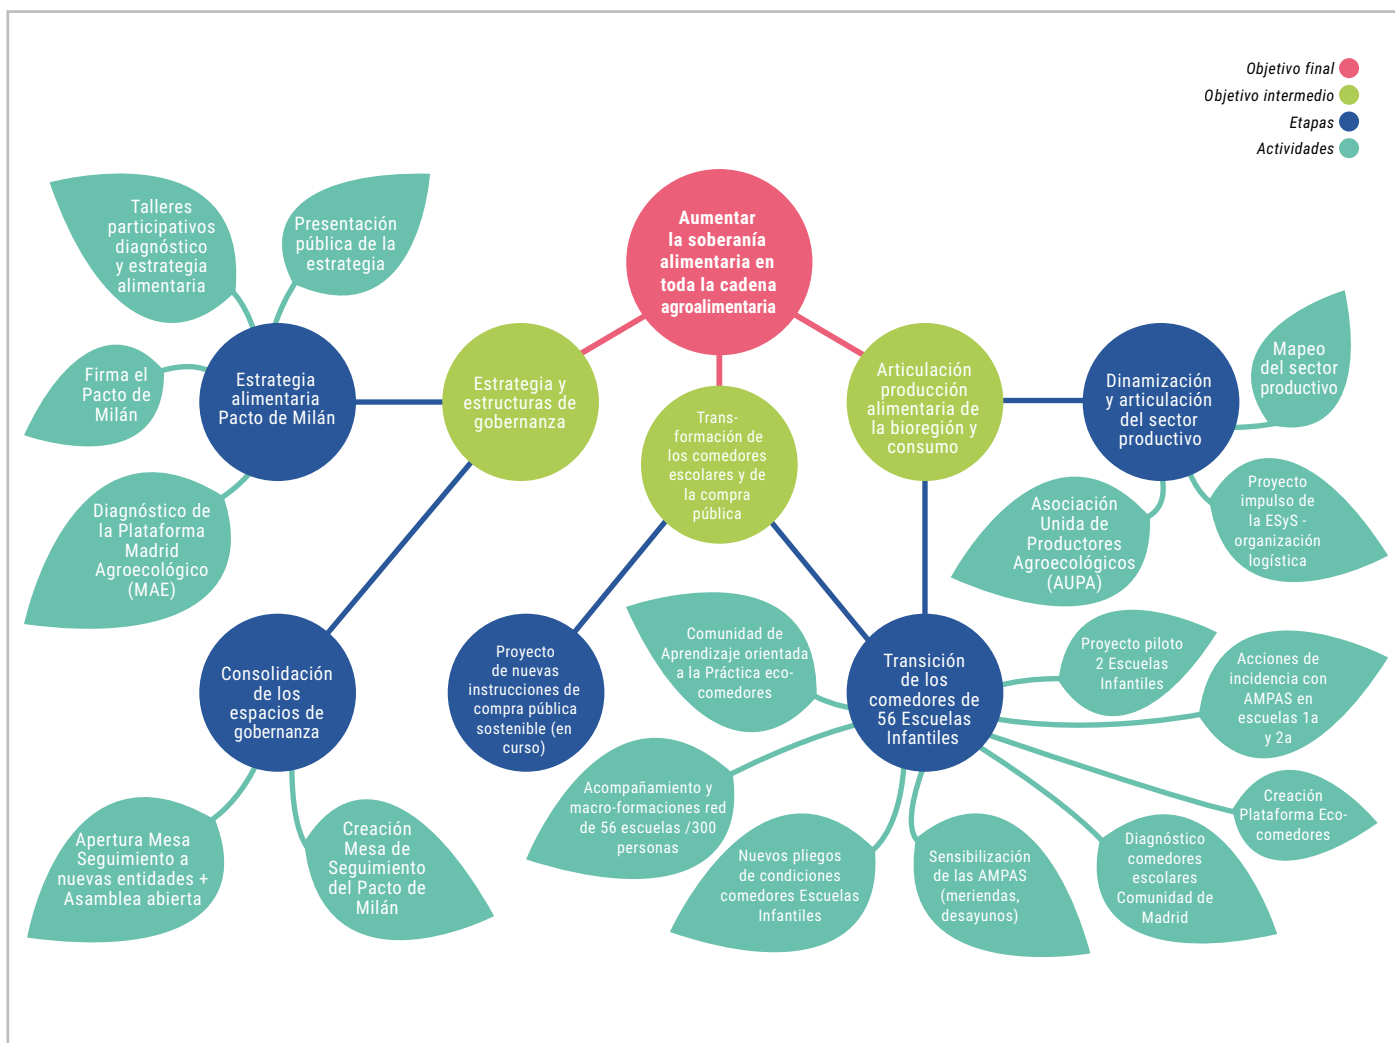 Objetivo final
Objetivo intermedio
Etapas
Actividades
Aumentar
la soberanía
alimentaria en
toda la cadena
agroalimentaria
Talleres
participativos
diagnóstico
y estrategia
alimentaria
Presentación
pública de la
estrategia
Firma el
Pacto de
Milán
Estrategia
alimentaria
Pacto de Milán
Estrategia y
estructuras de
gobernanza
Trans-
formación de
los comedores
escolares y de
la compra
pública
Articulación
producción
alimentaria de
la bioregión y
consumo
Dinamización
y articulación
del sector
productivo
Mapeo
del sector
productivo
Diagnóstico de
la Plataforma
Madrid
Agroecológico
(MAE)
Asociación
Unida de
Productores
Agroecológicos
(AUPA)
Proyecto
impulso de
la ESyS -
organización
logística
Consolidación
de los
espacios de
gobernanza
Proyecto
de nuevas
instrucciones de
compra pública
sostenible (en
curso)
Comunidad de
Aprendizaje orientada
a la Práctica eco-
comedores
Transición
de los
comedores de
56 Escuelas
Infantiles
Proyecto piloto
2 Escuelas
Infantiles
Acciones de
incidencia con
AMPAS en
escuelas 1a
y 2a
Apertura Mesa
Seguimiento a
nuevas entidades +
Asamblea abierta
Creación
Mesa de
Seguimiento
del Pacto de
Milán
Acompañamiento y
macro-formaciones red
de 56 escuelas /300
personas
Nuevos pliegos
de condiciones
comedores Escuelas
Infantiles
Sensibilización
de las AMPAS
(meriendas,
desayunos)
Diagnóstico
comedores
escolares
Comunidad de
Madrid
Creación
Plataforma Eco-
comedores